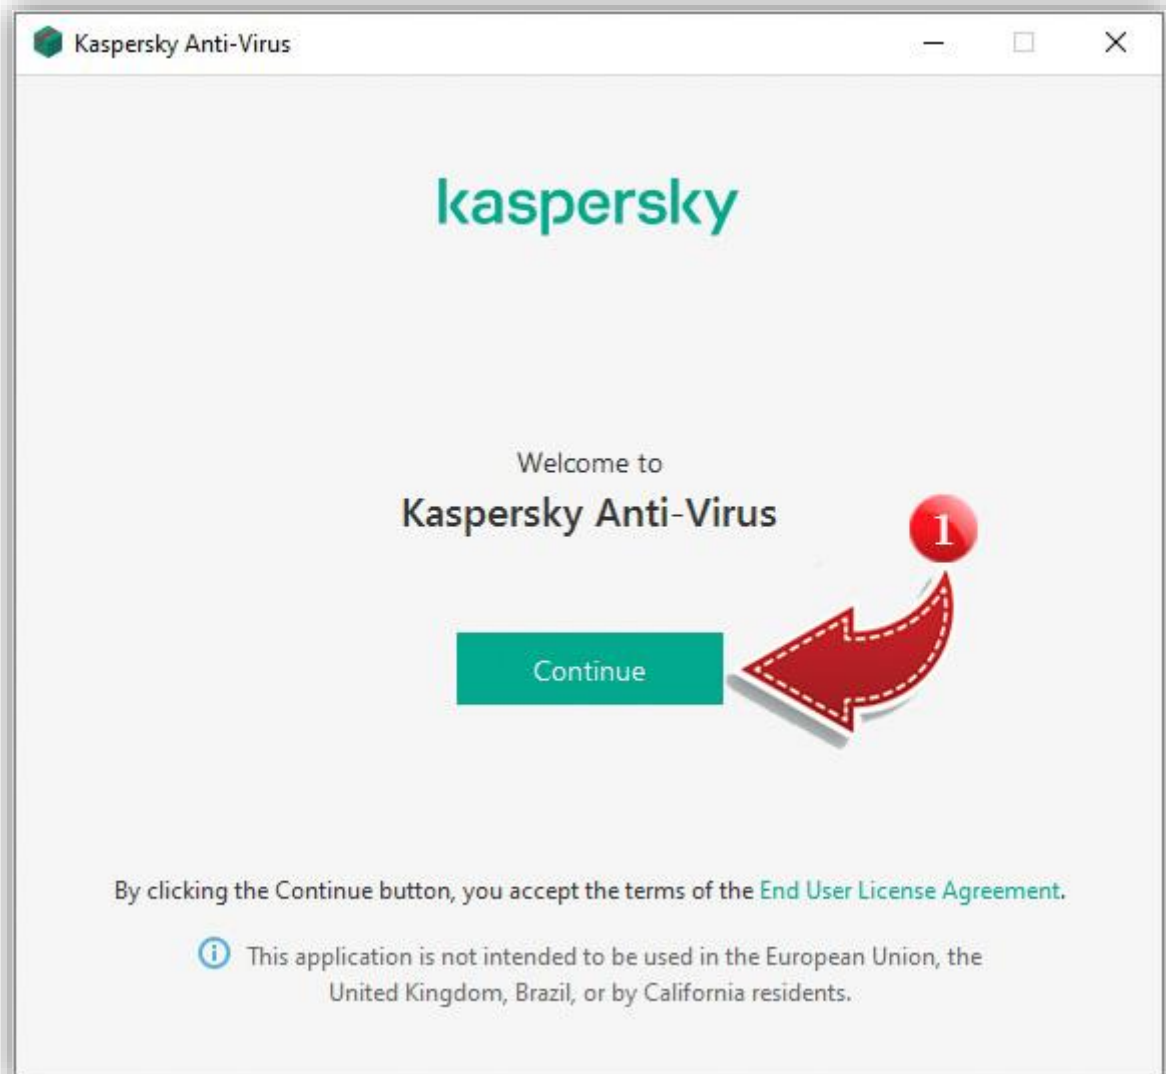 Kaspersky Anti-Virus
kaspersky
Welcome to
Kaspersky Anti-Virus
1
Continue
By clicking the Continue button, you accept the terms of the End User License Agreement.
This application is not intended to be used in the European Union, the
United Kingdom, Brazil, or by California residents.